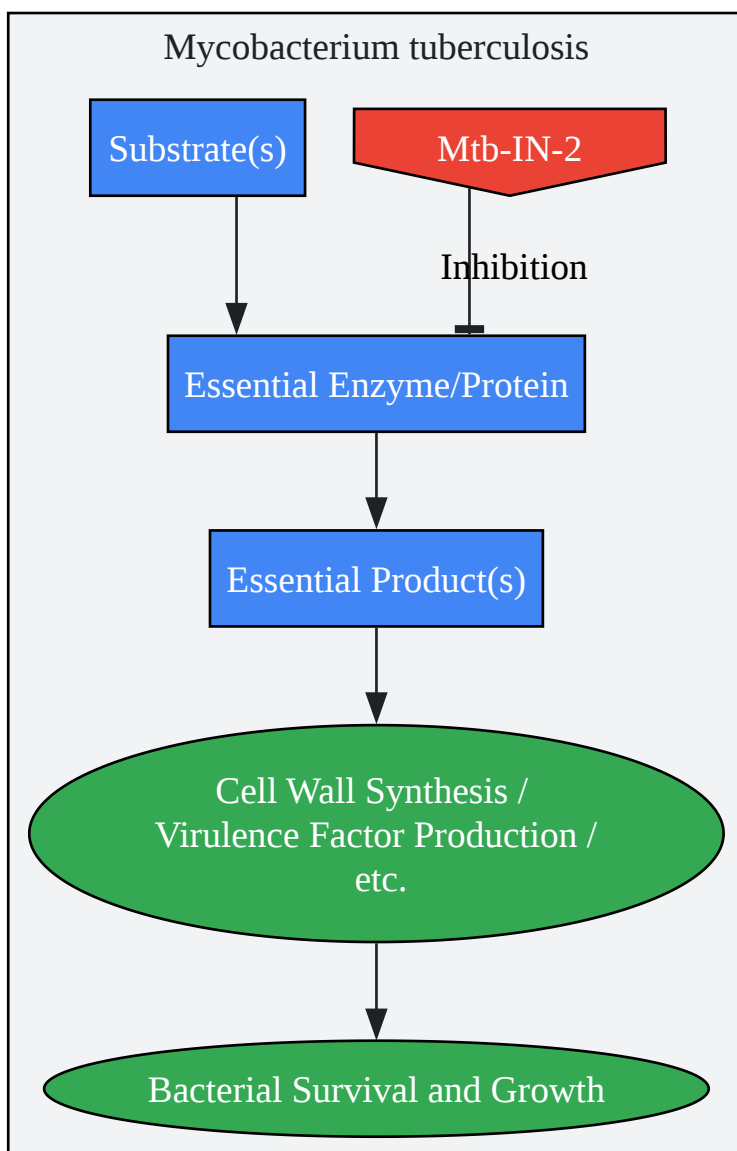 Mycobacterium tuberculosis
Substrate(s)
Mtb-IN-2
Inhibition
Essential Enzyme/Protein
Essential Product(s)
Cell Wall Synthesis /
Virulence Factor Production /
etc.
Bacterial Survival and Growth